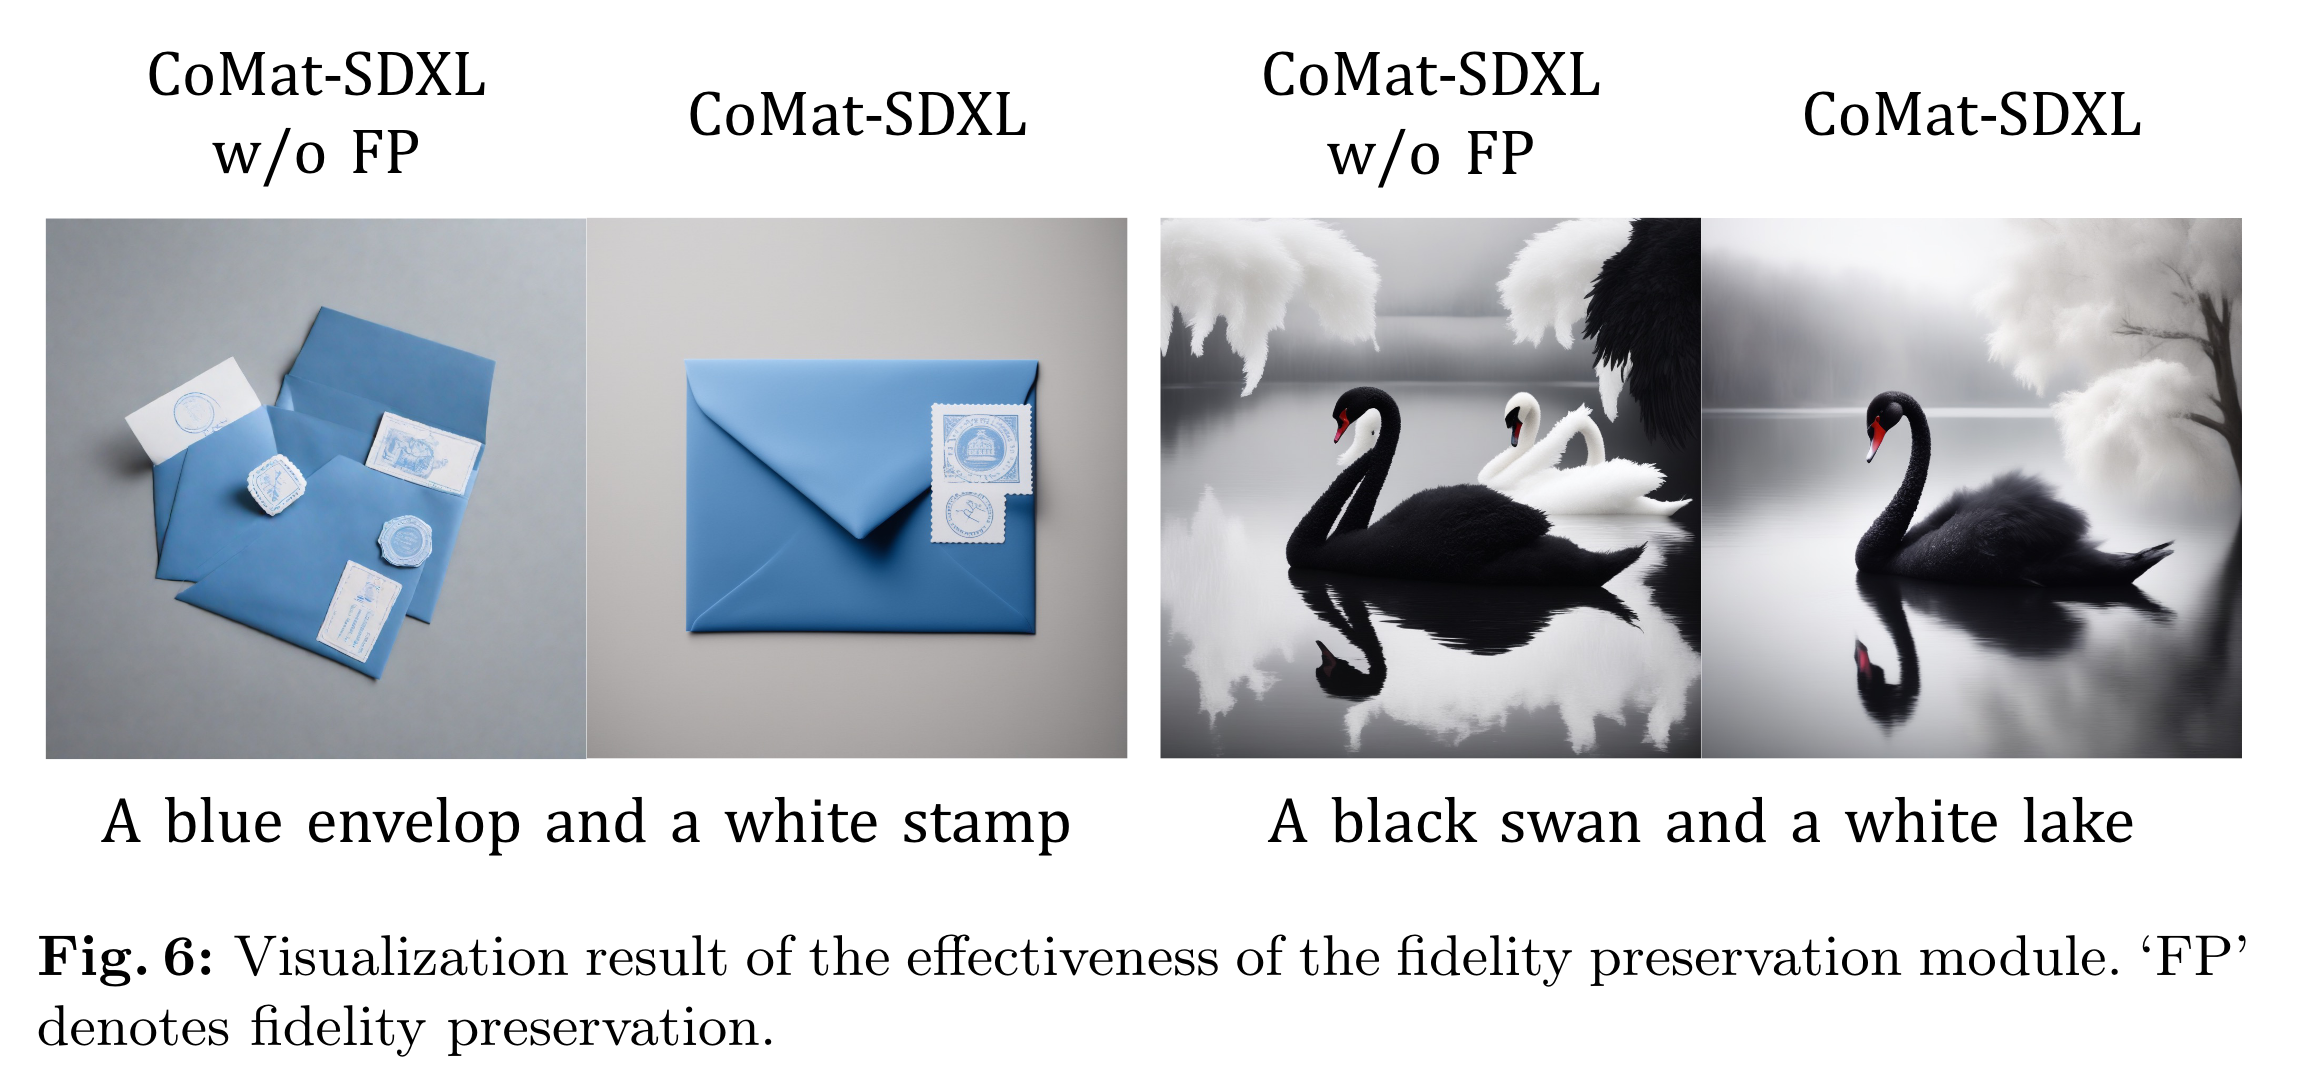 CoMat-SDXL
w/o FP
CoMat-SDXL
CoMat-SDXL
w/o FP
CoMat-SDXL
A blue envelop and a white stamp
A black swan and a white lake
Fig. 6: Visualization result of the effectiveness of the fidelity preservation module. ‘FP’
denotes fidelity preservation.